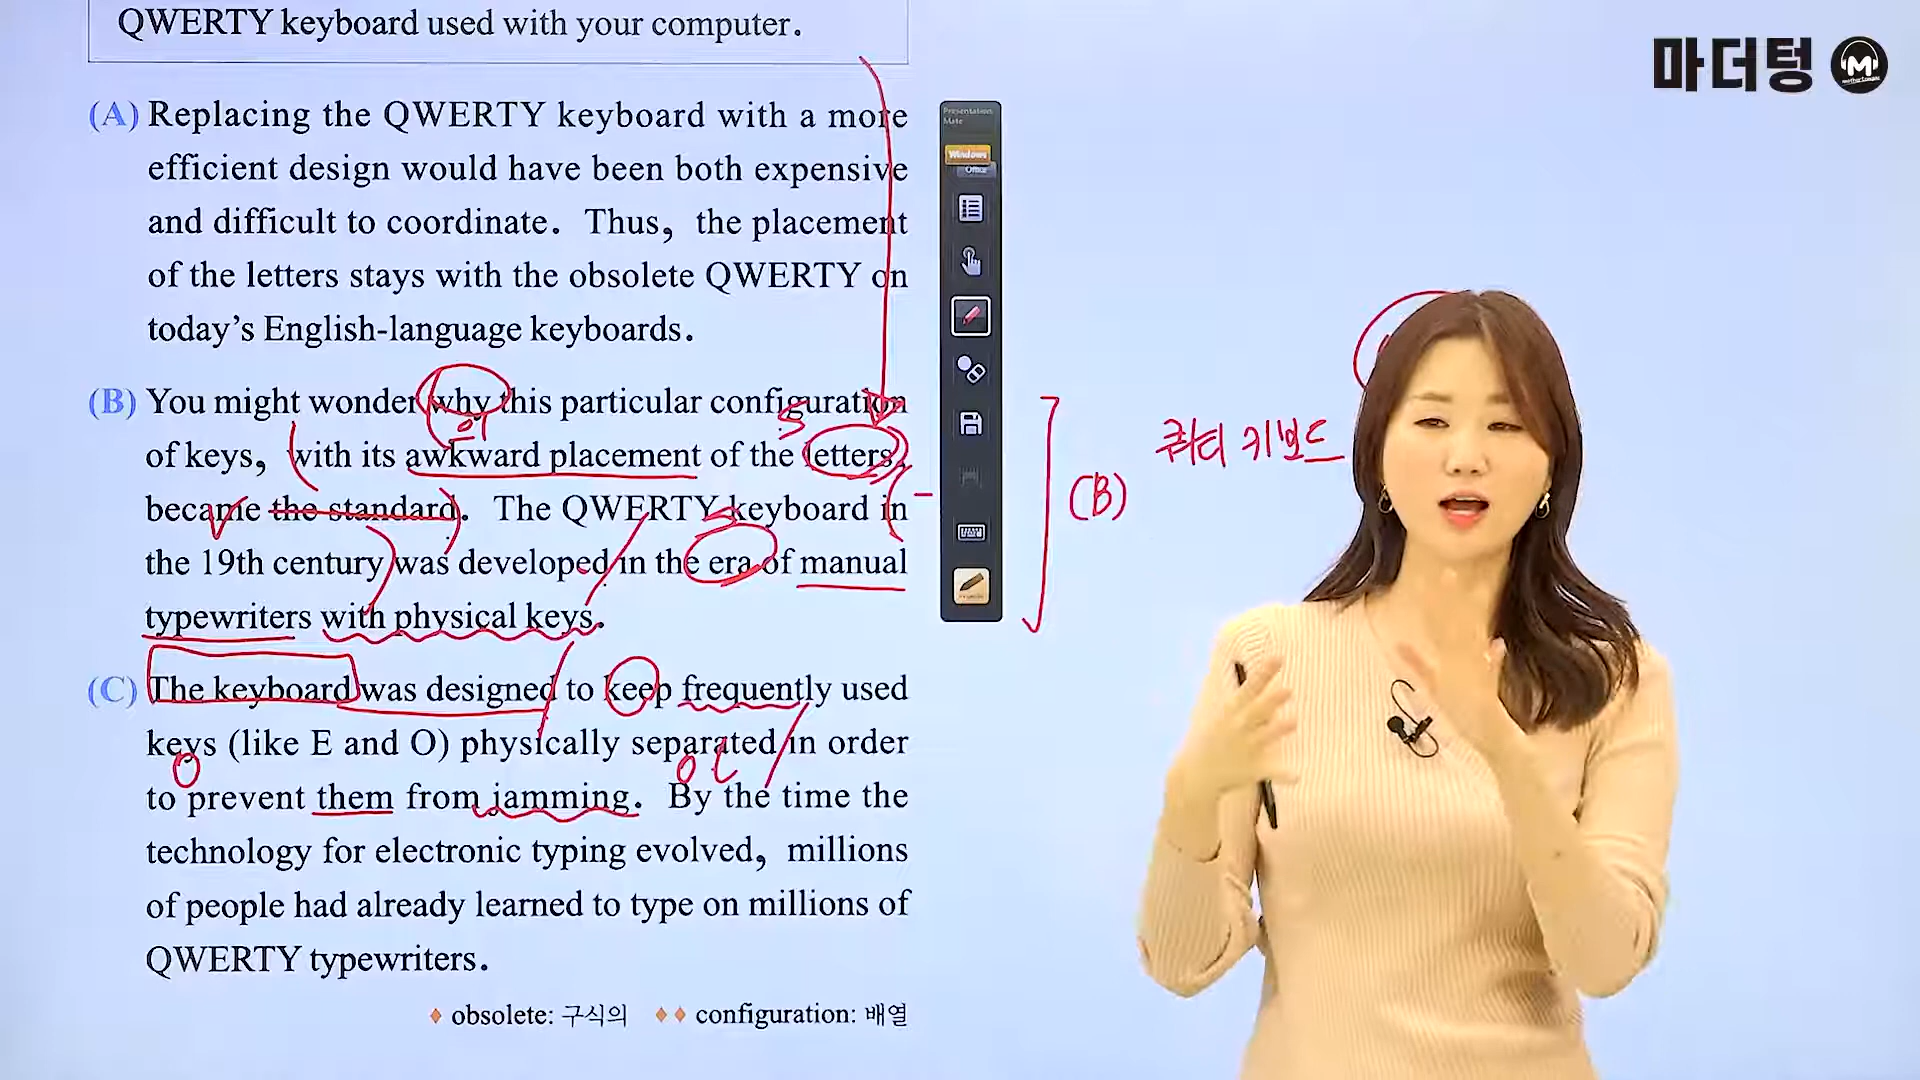 QWERTY keyboard used with your computer.
마더텅 M
(A) Replacing the QWERTY keyboard with a more
efficient design would have been both expensive
and difficult to coordinate. Thus, the placement
of the letters stays with the obsolete QWERTY on
today's English-language keyboards.
Presentation
Mate
Windows
Office
(B) You might wonder why this particular configuration
of keys, with its awkward placement of the letters,
became the standard. The QWERTY keyboard in
the 19th century was developed in the era of manual
typewriters with physical keys.
(B)
쿼티 키보드
(C) The keyboard was designed to keep frequently used
keys (like E and O) physically separated in order
to prevent them from jamming. By the time the
technology for electronic typing evolved, millions
of people had already learned to type on millions of
QWERTY typewriters.
♦ obsolete: 구식의 ♦♦ configuration: 배열